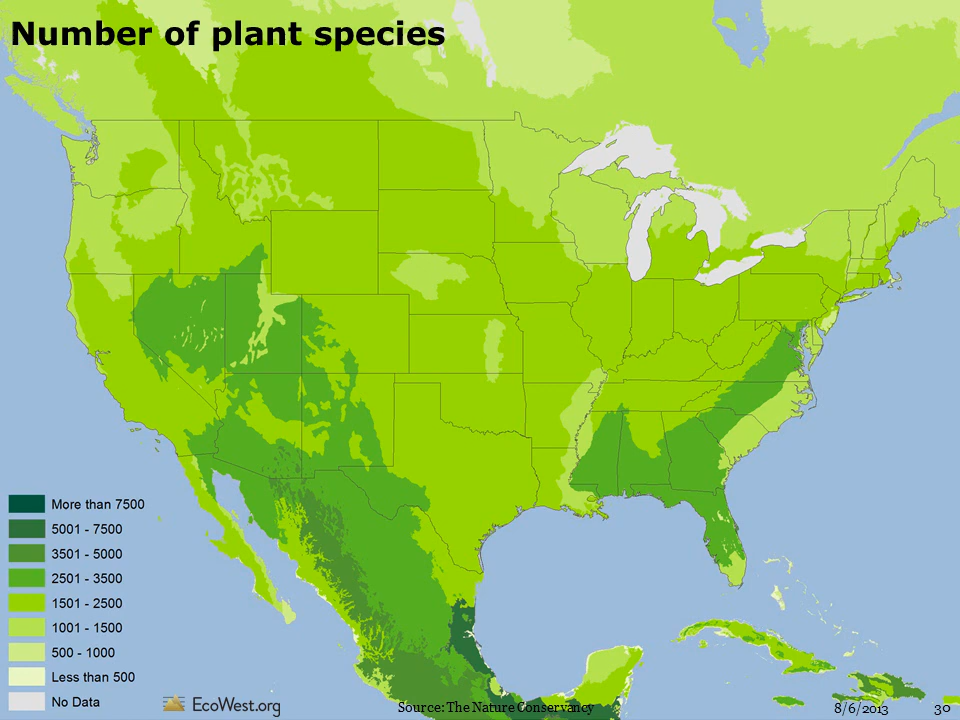 Number of plant species
More than 7500
5001 - 7500
3501 - 5000
2501 - 3500
1501 - 2500
1001 - 1500
500 - 1000
Less than 500
No Data
EcoWest.org
Source: The Nature Conservancy
8/6/2013
30